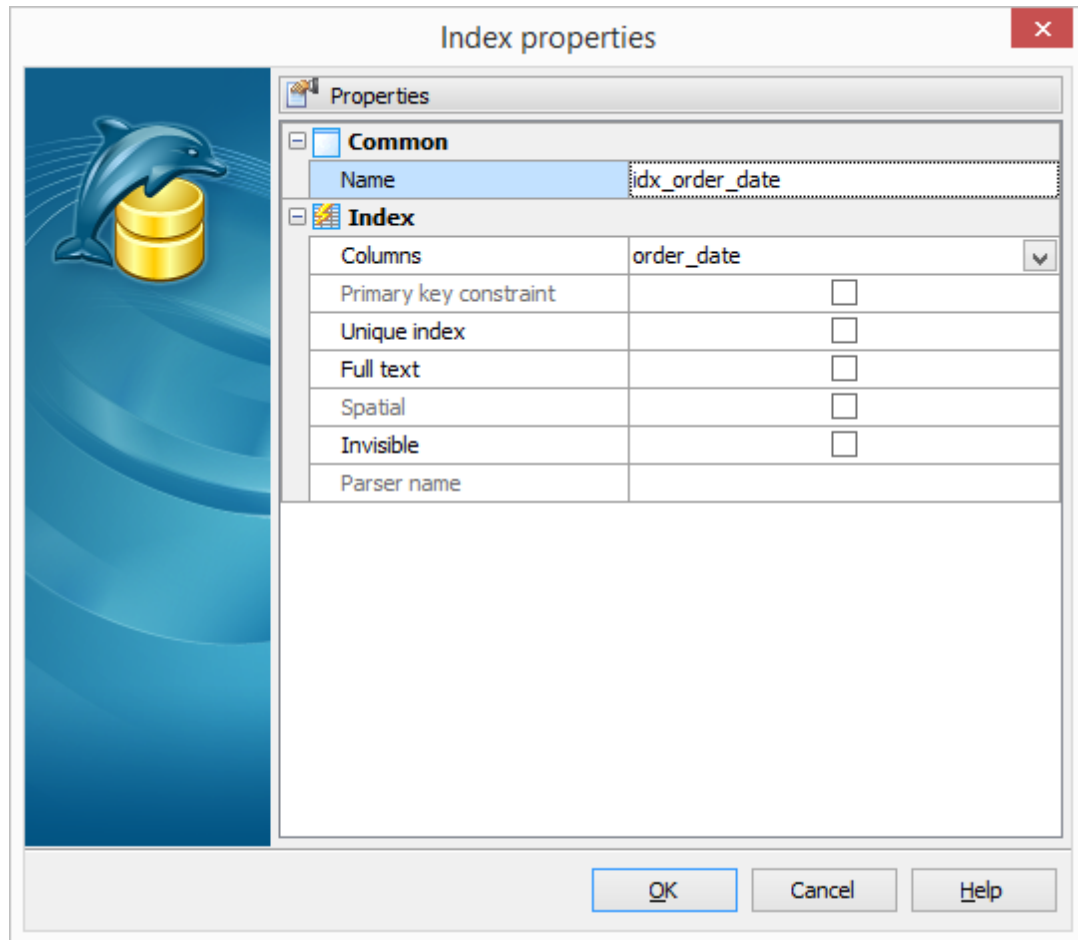 Index properties
Properties
Common
Name idx_order_date
Index
Columns order_date
Primary key constraint
Unique index
Full text
Spatial
Invisible
Parser name
OK Cancel Help